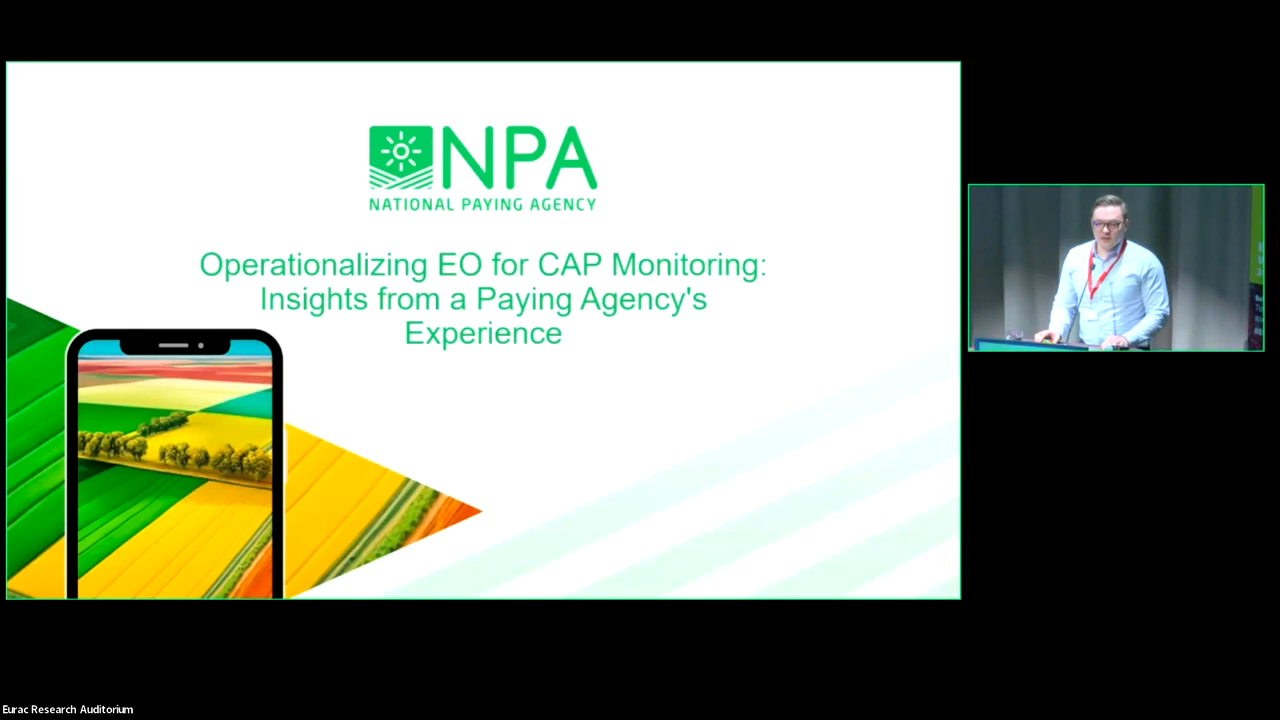 NPA
NATIONAL PAYING AGENCY
Operationalizing EO for CAP Monitoring:
Insights from a Paying Agency's
Experience
Eurac Research Auditorium